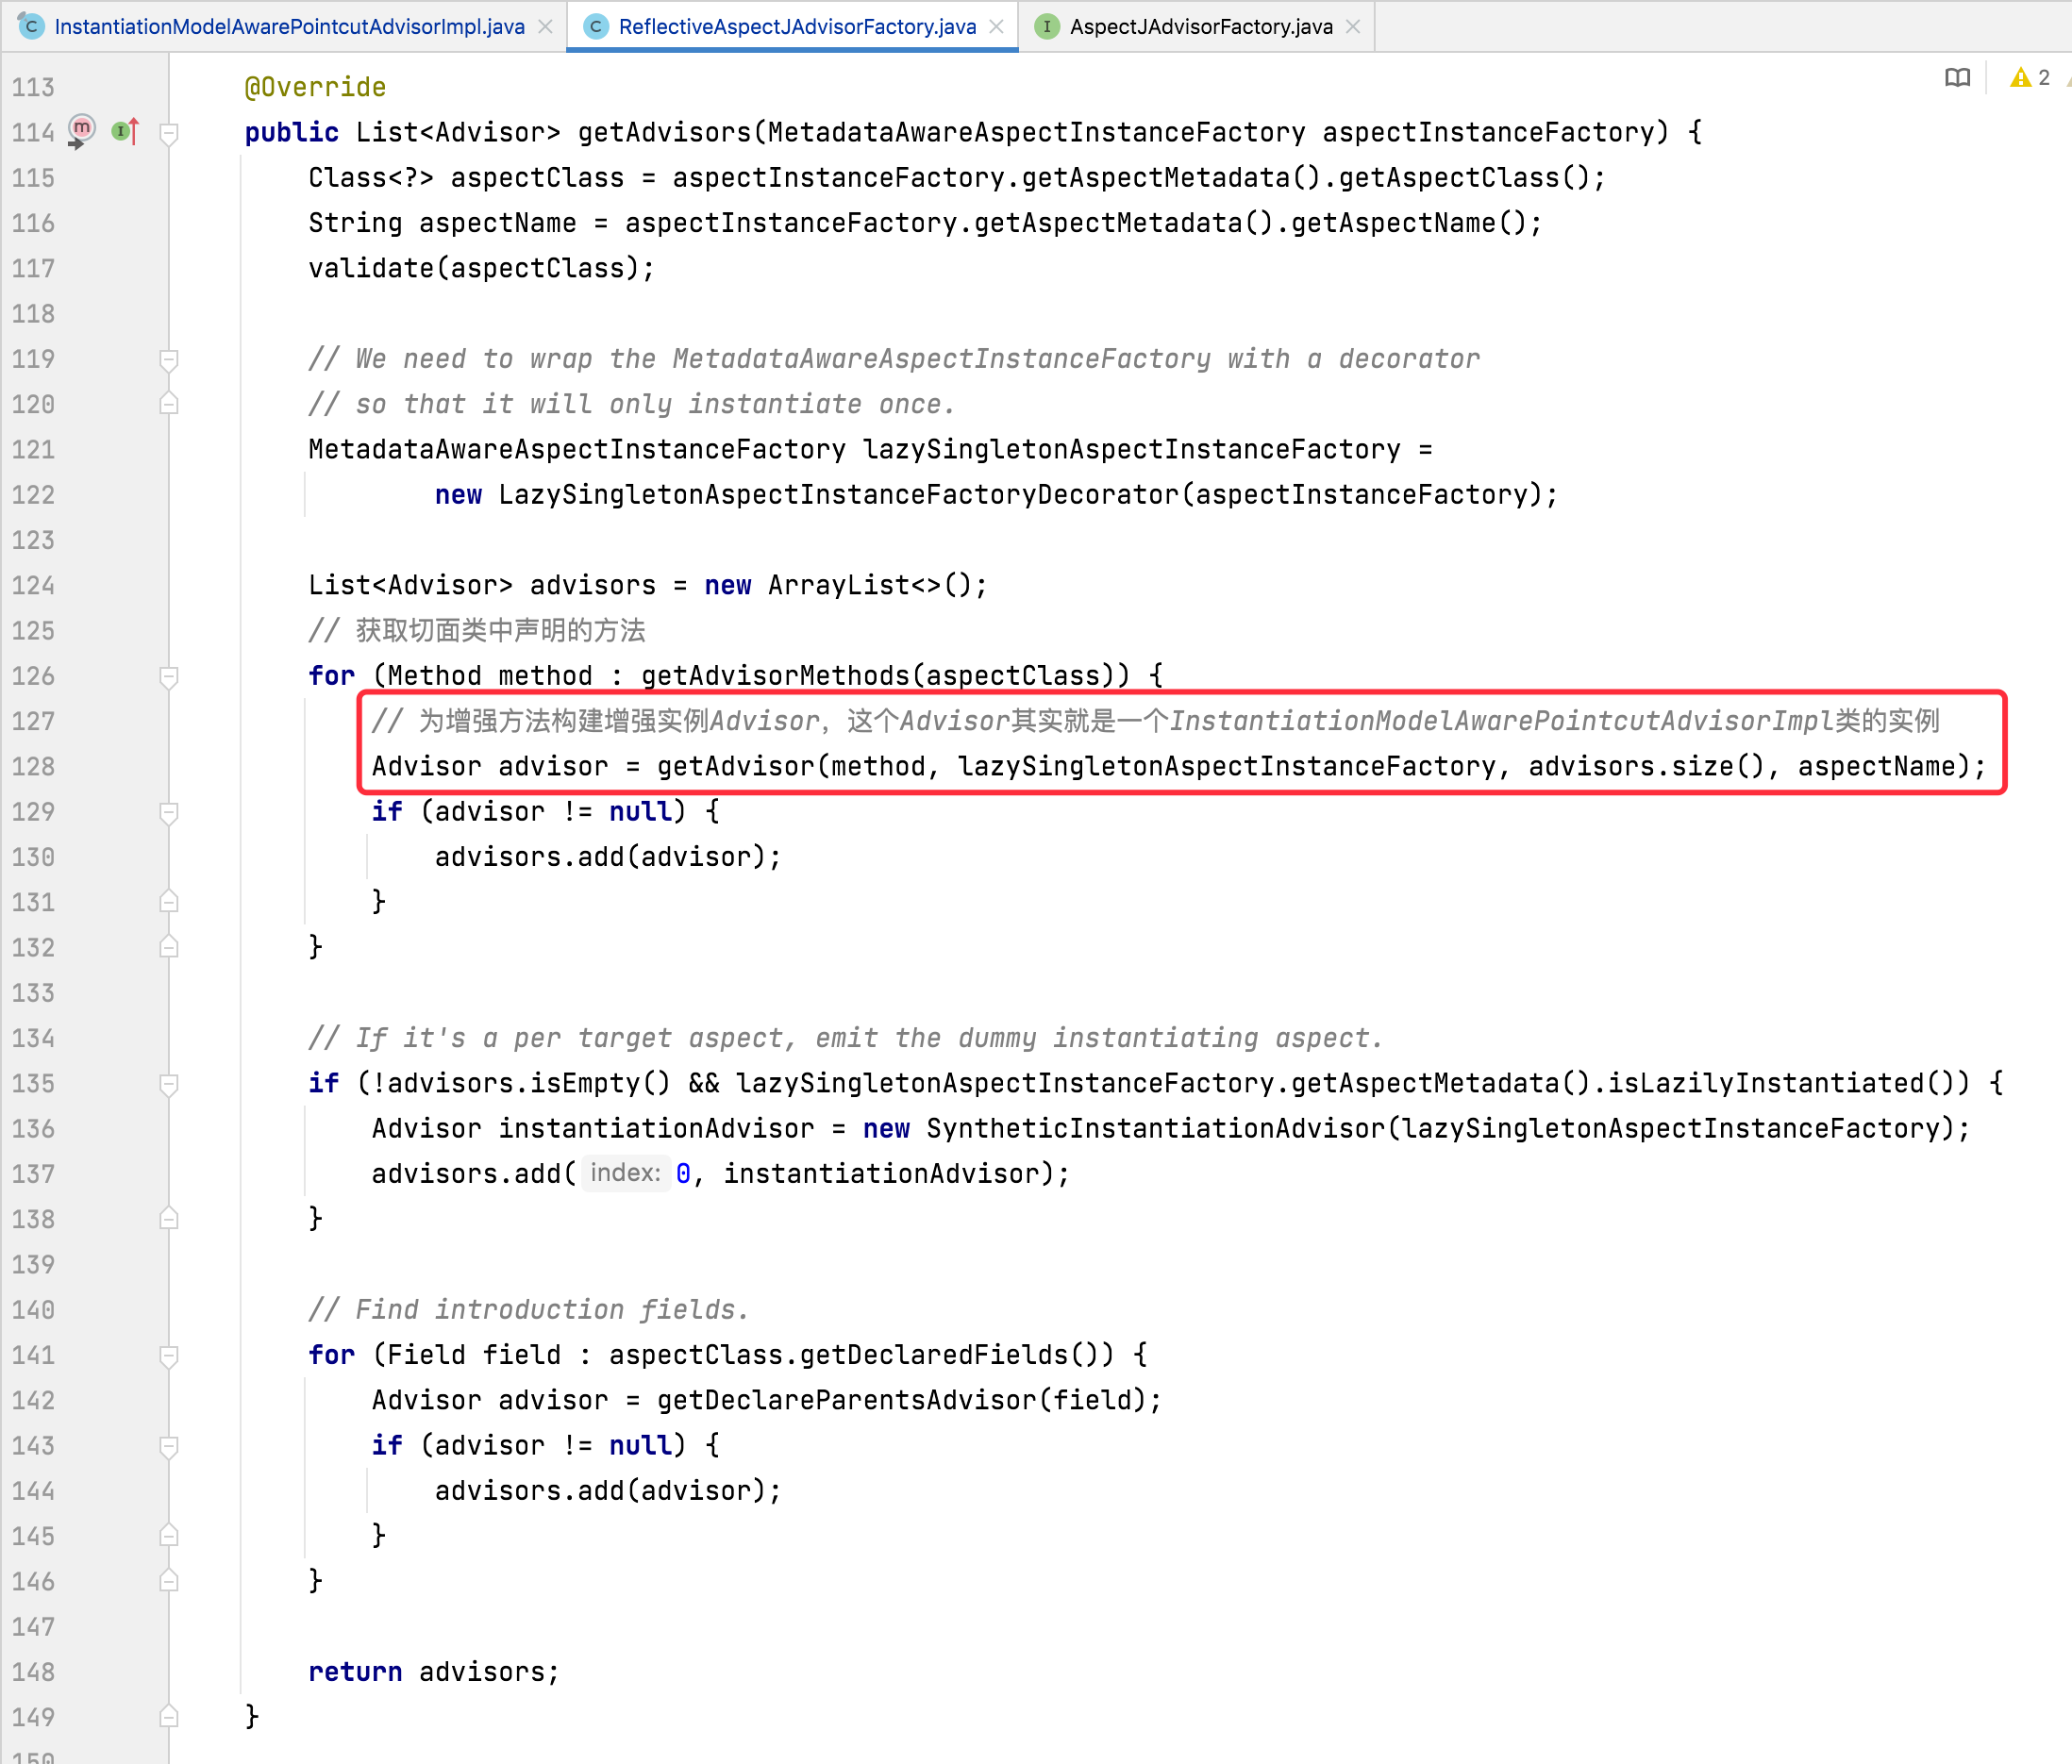 InstantiationModelAwarePointcutAdvisorImpl.java ReflectiveAspectJAdvisorFactory.java AspectJAdvisorFactory.java
2
113 @Override
114 public List<Advisor> getAdvisors(MetadataAwareAspectInstanceFactory aspectInstanceFactory) {
115 Class<?> aspectClass = aspectInstanceFactory.getAspectMetadata().getAspectClass();
116 String aspectName = aspectInstanceFactory.getAspectMetadata().getAspectName();
117 validate(aspectClass);
118
119 // We need to wrap the MetadataAwareAspectInstanceFactory with a decorator
120 // so that it will only instantiate once.
121 MetadataAwareAspectInstanceFactory lazySingletonAspectInstanceFactory =
122 new LazySingletonAspectInstanceFactoryDecorator(aspectInstanceFactory);
123
124 List<Advisor> advisors = new ArrayList<>();
125 // 获取切面类中声明的方法
126 for (Method method : getAdvisorMethods(aspectClass)) {
127 // 为增强方法构建增强实例Advisor，这个Advisor其实就是一个InstantiationModelAwarePointcutAdvisorImpl类的实例
128 Advisor advisor = getAdvisor(method, lazySingletonAspectInstanceFactory, advisors.size(), aspectName);
129 if (advisor != null) {
130 advisors.add(advisor);
131 }
132 }
133
134 // If it's a per target aspect, emit the dummy instantiating aspect.
135 if (!advisors.isEmpty() && lazySingletonAspectInstanceFactory.getAspectMetadata().isLazilyInstantiated()) {
136 Advisor instantiationAdvisor = new SyntheticInstantiationAdvisor(lazySingletonAspectInstanceFactory);
137 advisors.add( index: 0, instantiationAdvisor);
138 }
139
140 // Find introduction fields.
141 for (Field field : aspectClass.getDeclaredFields()) {
142 Advisor advisor = getDeclareParentsAdvisor(field);
143 if (advisor != null) {
144 advisors.add(advisor);
145 }
146 }
147
148 return advisors;
149 }
150